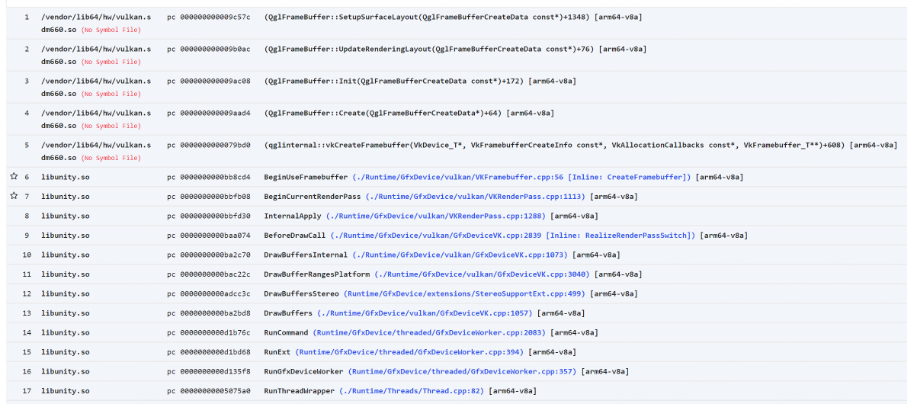 1 /vendor/lib64/hw/vulkan.s pc 000000000009c57c (QglFrameBuffer::SetupSurfaceLayout(QglFrameBufferCreateData const*)+1348) [arm64-v8a]
dm660.so (No Symbol File)
2 /vendor/lib64/hw/vulkan.s pc 000000000009b0ac (QglFrameBuffer::UpdateRenderingLayout(QglFrameBufferCreateData const*)+76) [arm64-v8a]
dm660.so (No Symbol File)
3 /vendor/lib64/hw/vulkan.s pc 000000000009ac08 (QglFrameBuffer::Init(QglFrameBufferCreateData const*)+172) [arm64-v8a]
dm660.so (No Symbol File)
4 /vendor/lib64/hw/vulkan.s pc 000000000009aad4 (QglFrameBuffer::Create(QglFrameBufferCreateData*)+64) [arm64-v8a]
dm660.so (No Symbol File)
5 /vendor/lib64/hw/vulkan.s pc 0000000000079bd0 (qglinternal::vkCreateFramebuffer(VkDevice_T*, VkFramebufferCreateInfo const*, VkAllocationCallbacks const*, VkFramebuffer_T**)+608) [arm64-v8a]
dm660.so (No Symbol File)
6 libunity.so pc 0000000000bb8cd4 BeginUseFramebuffer (./Runtime/GfxDevice/vulkan/VKFramebuffer.cpp:56 [Inline: CreateFramebuffer]) [arm64-v8a]
7 libunity.so pc 0000000000bbfb08 BeginCurrentRenderPass (./Runtime/GfxDevice/vulkan/VKRenderPass.cpp:1113) [arm64-v8a]
8 libunity.so pc 0000000000bbfd30 InternalApply (./Runtime/GfxDevice/vulkan/VKRenderPass.cpp:1288) [arm64-v8a]
9 libunity.so pc 0000000000baa074 BeforeDrawCall (./Runtime/GfxDevice/vulkan/GfxDeviceVK.cpp:2839 [Inline: RealizeRenderPassSwitch]) [arm64-v8a]
10 libunity.so pc 0000000000ba2c70 DrawBuffersInternal (./Runtime/GfxDevice/vulkan/GfxDeviceVK.cpp:1073) [arm64-v8a]
11 libunity.so pc 0000000000bac22c DrawBufferRangesPlatform (./Runtime/GfxDevice/vulkan/GfxDeviceVK.cpp:3040) [arm64-v8a]
12 libunity.so pc 0000000000adcc3c DrawBuffersStereo (Runtime/GfxDevice/extensions/StereoSupportExt.cpp:499) [arm64-v8a]
13 libunity.so pc 0000000000ba2bd8 DrawBuffers (./Runtime/GfxDevice/vulkan/GfxDeviceVK.cpp:1057) [arm64-v8a]
14 libunity.so pc 0000000000d1b76c RunCommand (Runtime/GfxDevice/threaded/GfxDeviceWorker.cpp:2083) [arm64-v8a]
15 libunity.so pc 0000000000d1bd68 RunExt (Runtime/GfxDevice/threaded/GfxDeviceWorker.cpp:394) [arm64-v8a]
16 libunity.so pc 0000000000d135f8 RunGfxDeviceWorker (Runtime/GfxDevice/threaded/GfxDeviceWorker.cpp:357) [arm64-v8a]
17 libunity.so pc 00000000005075a0 RunThreadWrapper (./Runtime/Threads/Thread.cpp:82) [arm64-v8a]